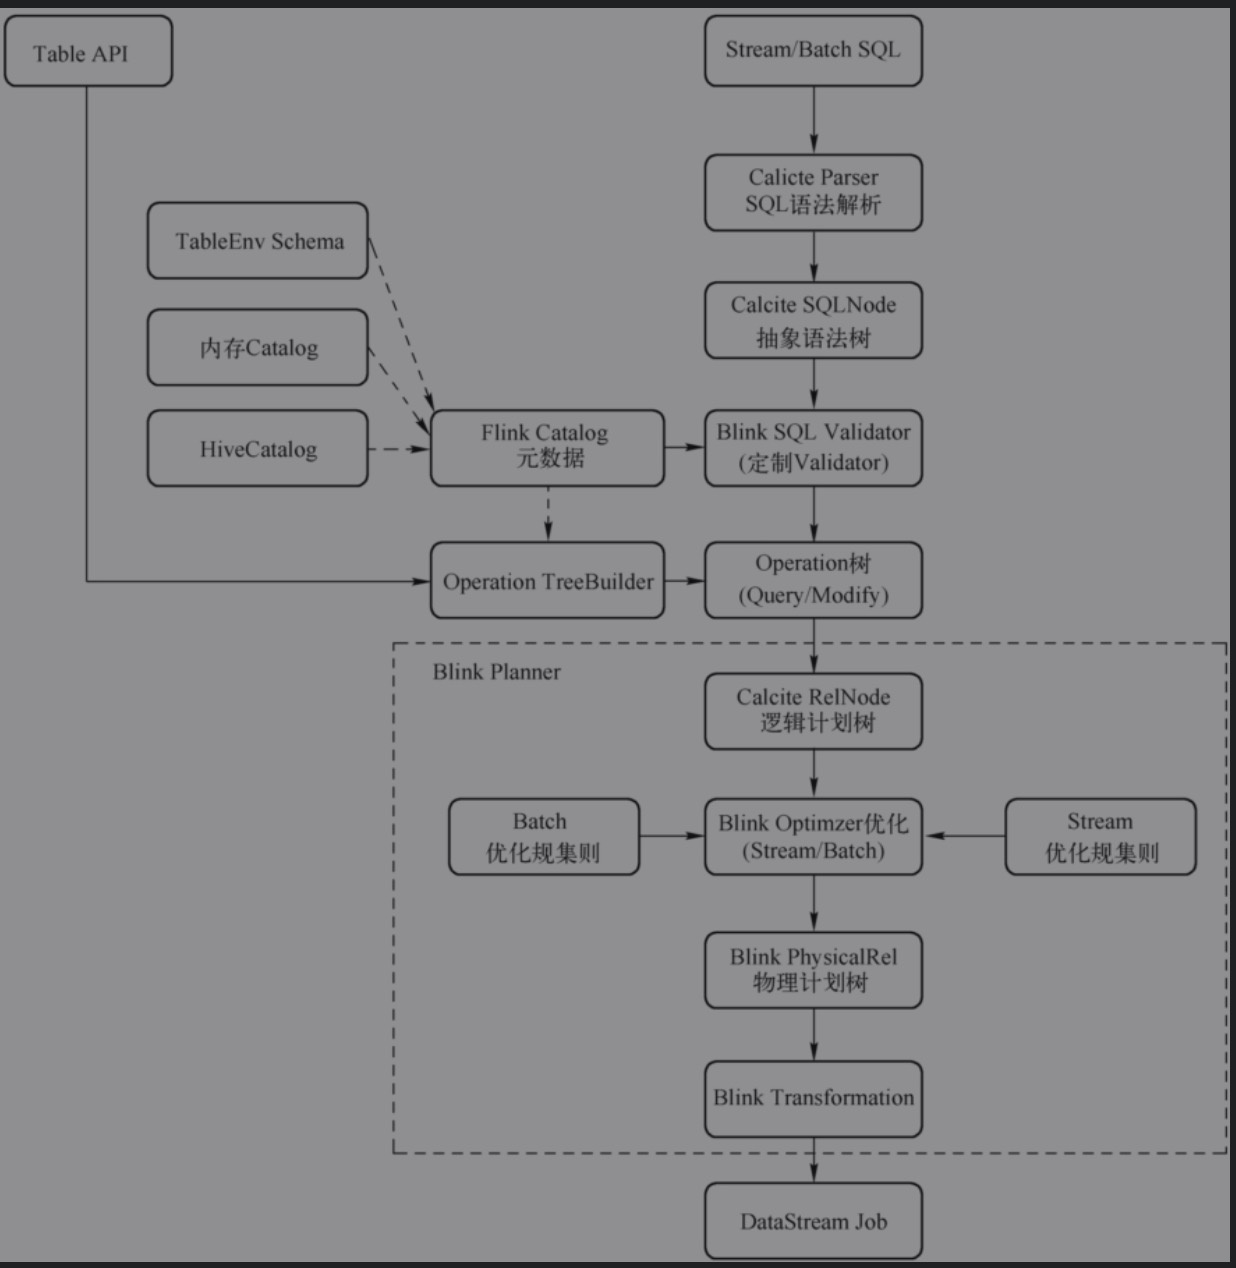 Table API
Stream/Batch SQL
Calicte Parser
SQL语法解析
TableEnv Schema
Calcite SQLNode
抽象语法树
内存Catalog
HiveCatalog
Flink Catalog
元数据
Blink SQL Validator
(定制Validator)
Operation TreeBuilder
Operation树
(Query/Modify)
Blink Planner
Calcite RelNode
逻辑计划树
Batch
优化规集则
Blink Optimzer优化
(Stream/Batch)
Stream
优化规集则
Blink PhysicalRel
物理计划树
Blink Transformation
DataStream Job